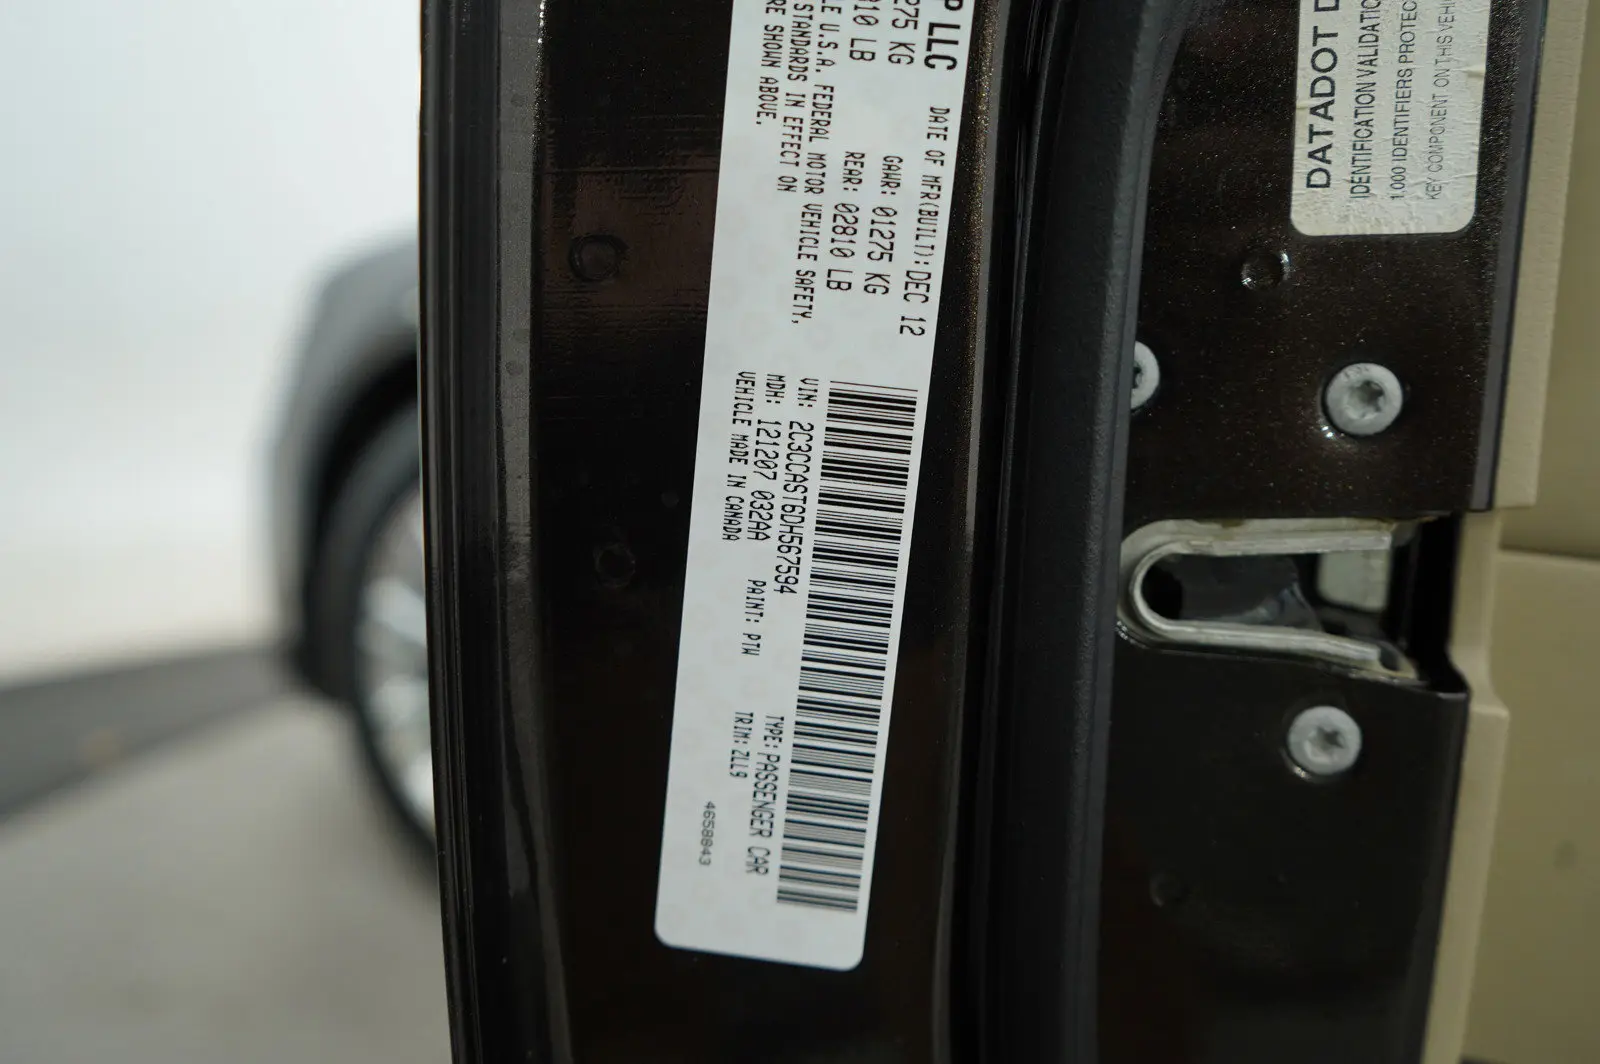 P LLC
DATE OF MFR(BUILT): DEC 12
275 KG
GAWR: 01275 KG
810 LB
REAR: 02810 LB
LE U.S.A. FEDERAL MOTOR VEHICLE SAFETY,
STANDARDS IN EFFECT ON
RE SHOWN ABOVE.
VIN: 2C3CCAST6DH567594
TYPE: PASSENGER CAR
MDH: 121207 032AA
PAINT: PTW
TRIM: ZLL9
VEHICLE MADE IN CANADA
4658843
DATADOT D
IDENTIFICATION VALIDATIO
1,000 IDENTIFIERS PROTEC
KEY COMPONENT ON THIS VEHI